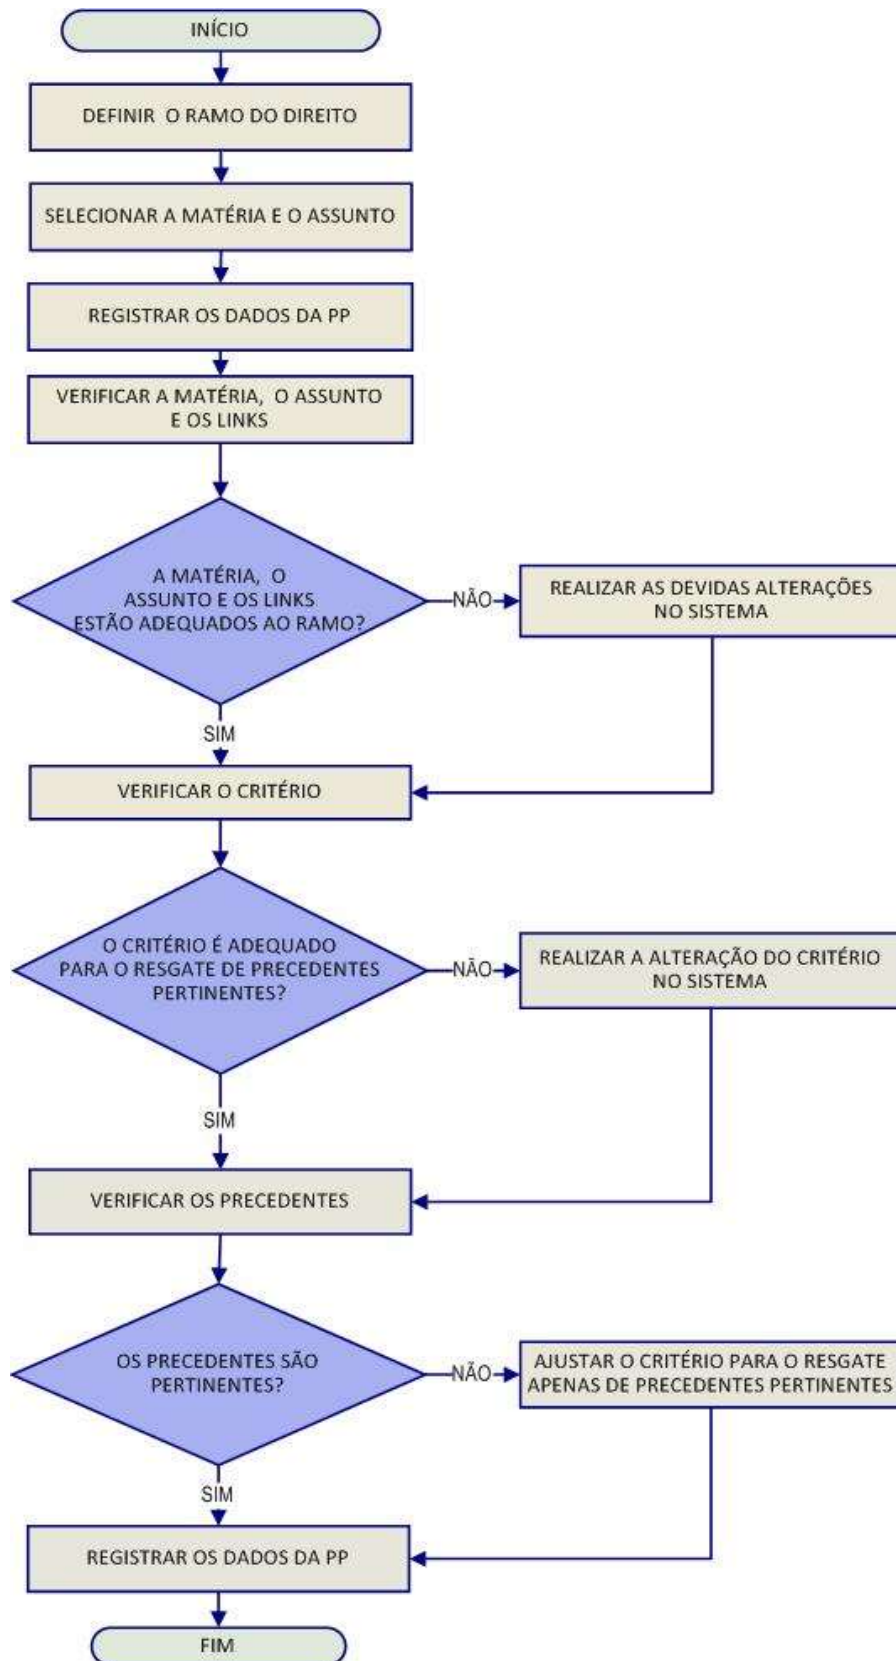 INÍCIO
DEFINIR O RAMO DO DIREITO
SELECIONAR A MATÉRIA E O ASSUNTO
REGISTRAR OS DADOS DA PP
VERIFICAR A MATÉRIA, O ASSUNTO
E OS LINKS
A MATÉRIA, O
ASSUNTO E OS LINKS
ESTÃO ADEQUADOS AO RAMO?
NÃO
REALIZAR AS DEVIDAS ALTERAÇÕES
NO SISTEMA
SIM
VERIFICAR O CRITÉRIO
O CRITÉRIO É ADEQUADO
PARA O RESGATE DE PRECEDENTES
PERTINENTES?
NÃO
REALIZAR A ALTERAÇÃO DO CRITÉRIO
NO SISTEMA
SIM
VERIFICAR OS PRECEDENTES
OS PRECEDENTES SÃO
PERTINENTES?
NÃO
AJUSTAR O CRITÉRIO PARA O RESGATE
APENAS DE PRECEDENTES PERTINENTES
SIM
REGISTRAR OS DADOS DA PP
FIM